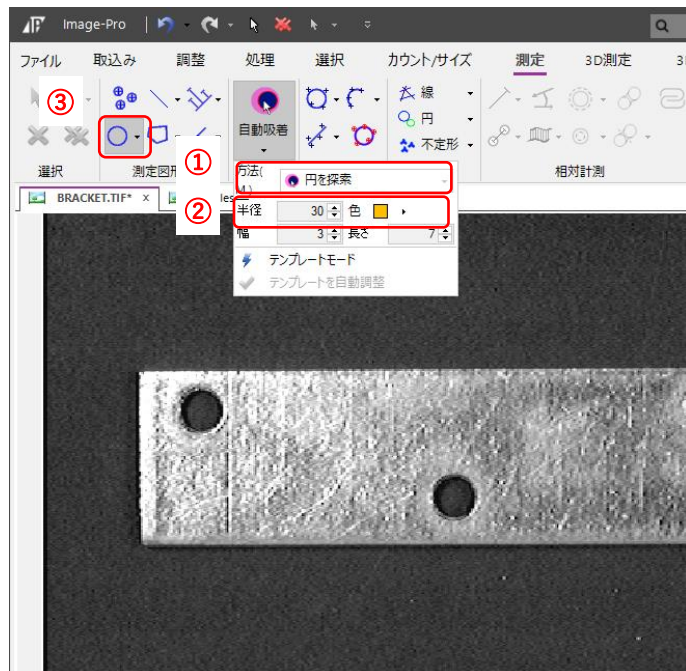 Image-Pro
ファイル 取込み 調整 処理 選択 カウント/サイズ 測定 3D測定
③
自動吸着
線
円
不定形
選択 測定図形 相対計測
①
方法(
円を探索
BRACKET.TIF* x
②
半径 30 色
幅 3 長さ 7
テンプレートモード
テンプレートを自動調整